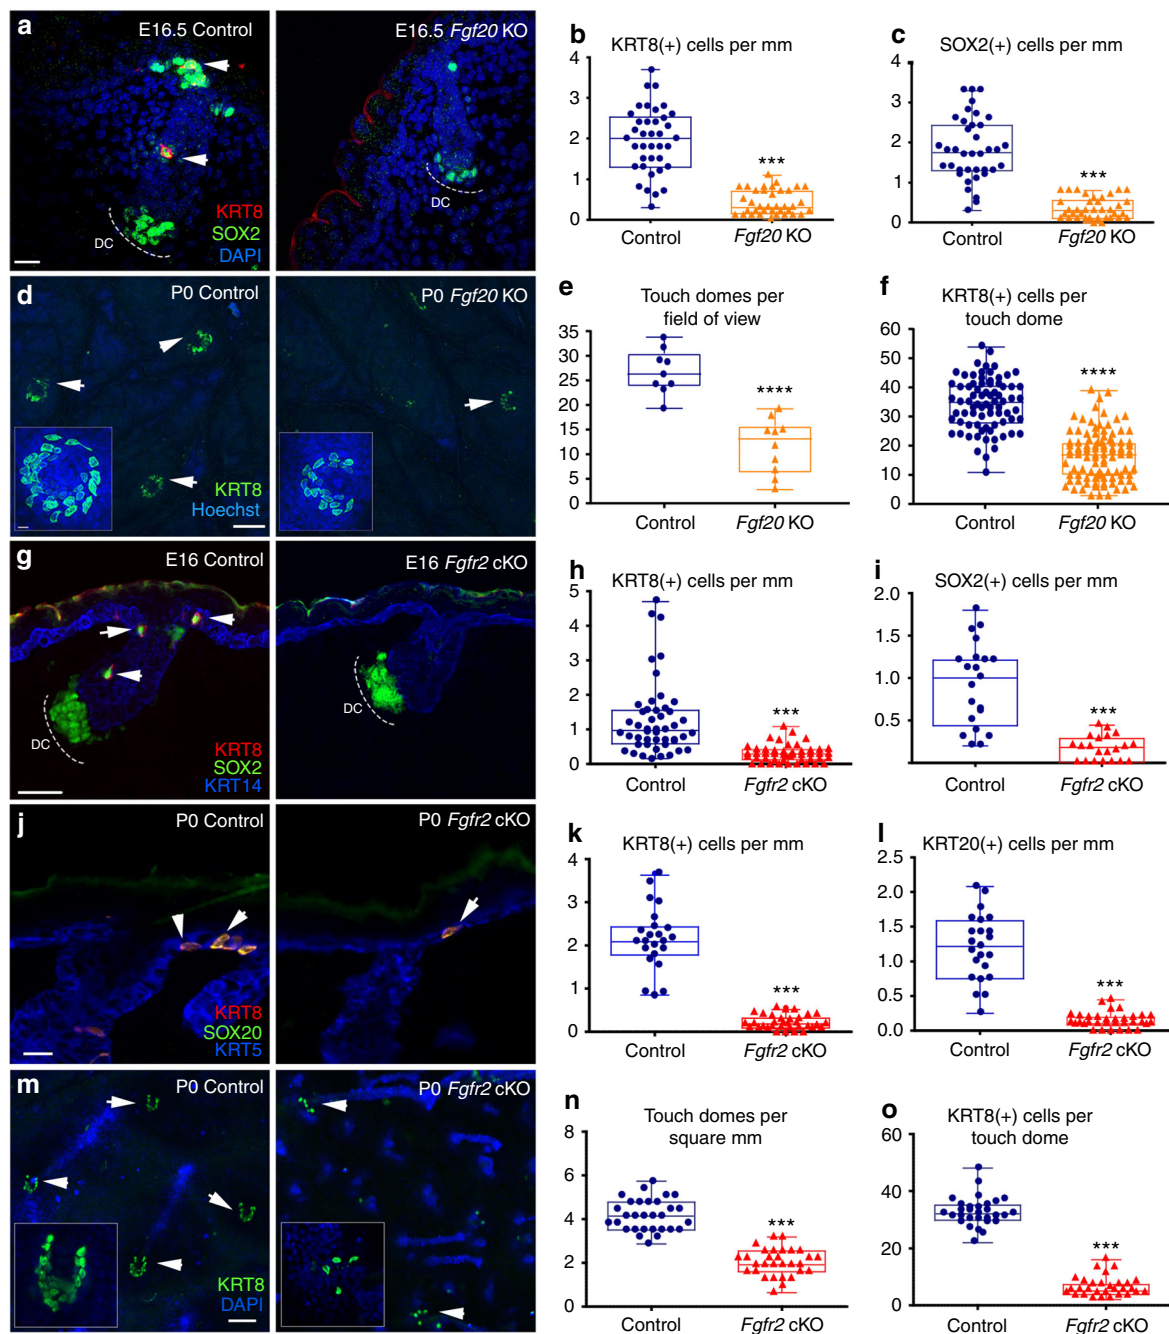 a
E16.5 Control
E16.5 Fgf20 KO
DC
DC
KRT8
SOX2
DAPI
b
KRT8(+) cells per mm
4
3
2
1
0
***
Control
Fgf20 KO
c
SOX2(+) cells per mm
4
3
2
1
0
***
Control
Fgf20 KO
d
P0 Control
P0 Fgf20 KO
KRT8
Hoechst
e
Touch domes per
field of view
35
30
25
20
15
10
5
0
****
Control
Fgf20 KO
f
KRT8(+) cells per
touch dome
60
50
40
30
20
10
0
****
Control
Fgf20 KO
g
E16 Control
E16 Fgfr2 cKO
DC
DC
KRT8
SOX2
KRT14
h
KRT8(+) cells per mm
5
4
3
2
1
0
***
Control
Fgfr2 cKO
i
SOX2(+) cells per mm
2.0
1.5
1.0
0.5
***
Control
Fgfr2 cKO
j
P0 Control
P0 Fgfr2 cKO
KRT8
SOX20
KRT5
k
KRT8(+) cells per mm
4
3
2
1
0
***
Control
Fgfr2 cKO
l
KRT20(+) cells per mm
2.5
2.0
1.5
1.0
0.5
0.0
***
Control
Fgfr2 cKO
m
P0 Control
P0 Fgfr2 cKO
KRT8
DAPI
n
Touch domes per
square mm
8
6
4
2
0
***
Control
Fgfr2 cKO
o
KRT8(+) cells per
touch dome
60
40
20
0
***
Control
Fgfr2 cKO